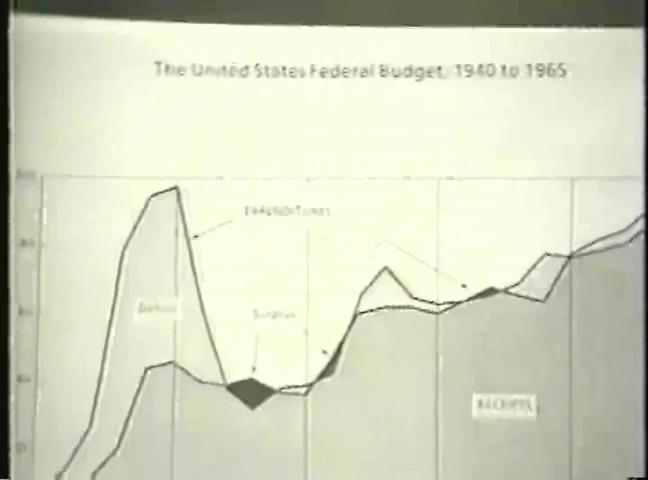 The United States Federal Budget, 1940 to 1965
EXPENDITURES
Deficit
Surplus
RECEIPTS